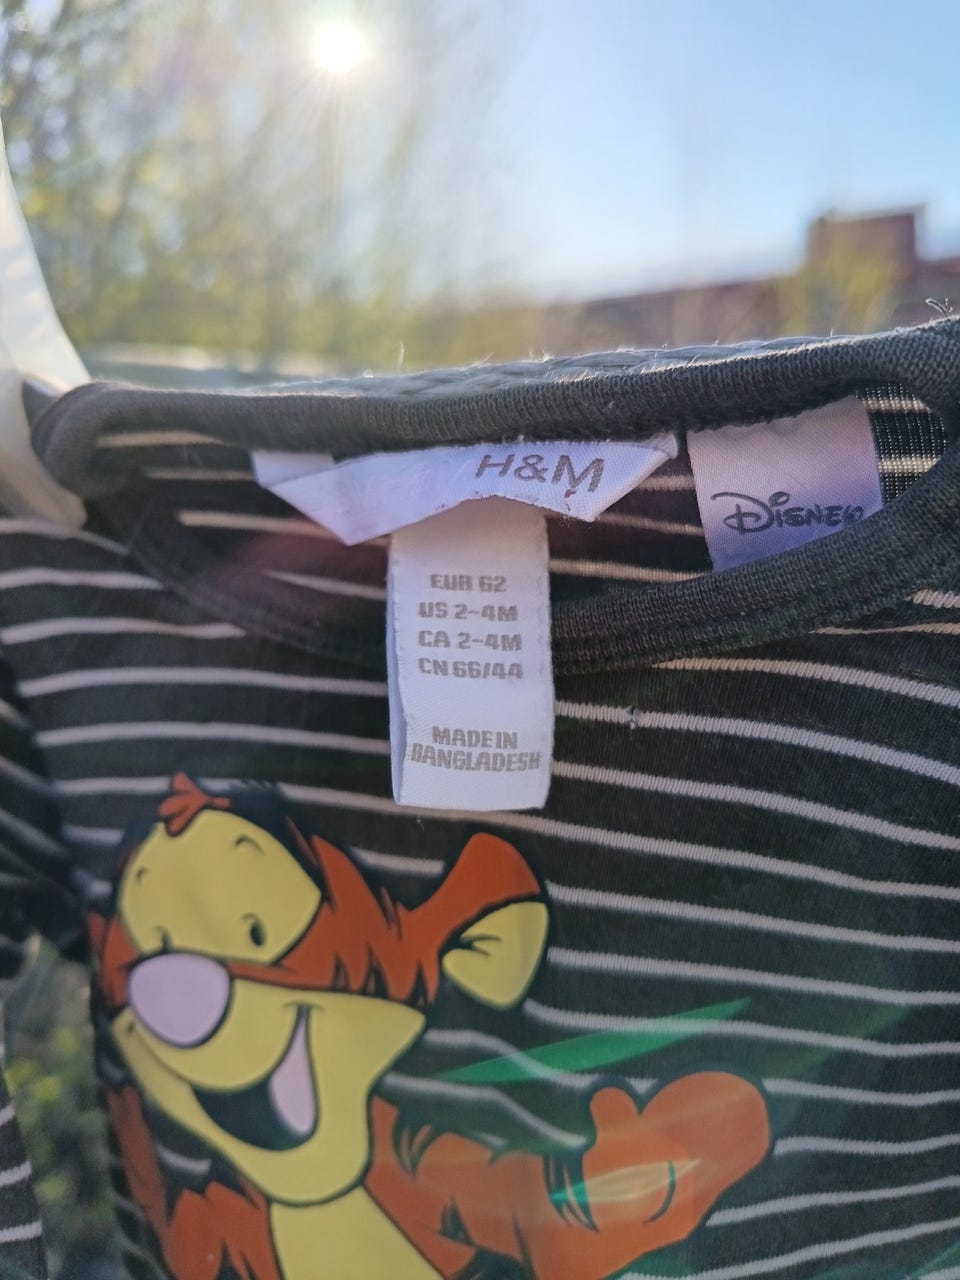 H&M
DISNEY
EUR 62
US 2-4M
CA 2-4M
CN 66/44
MADE IN
BANGLADESH